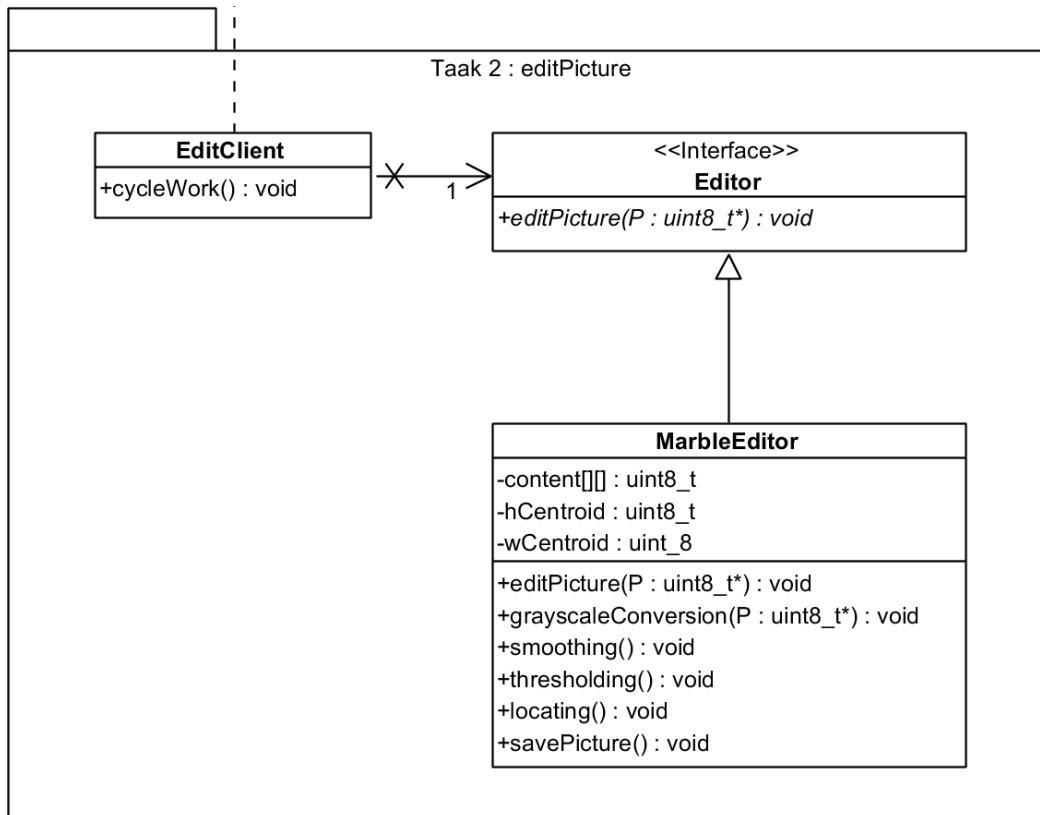 Taak 2 : editPicture
EditClient
+cycleWork() : void
1
<<Interface>>
Editor
+editPicture(P : uint8_t*) : void
MarbleEditor
-content[][] : uint8_t
-hCentroid : uint8_t
-wCentroid : uint_8
+editPicture(P : uint8_t*) : void
+grayscaleConversion(P : uint8_t*) : void
+smoothing() : void
+thresholding() : void
+locating() : void
+savePicture() : void